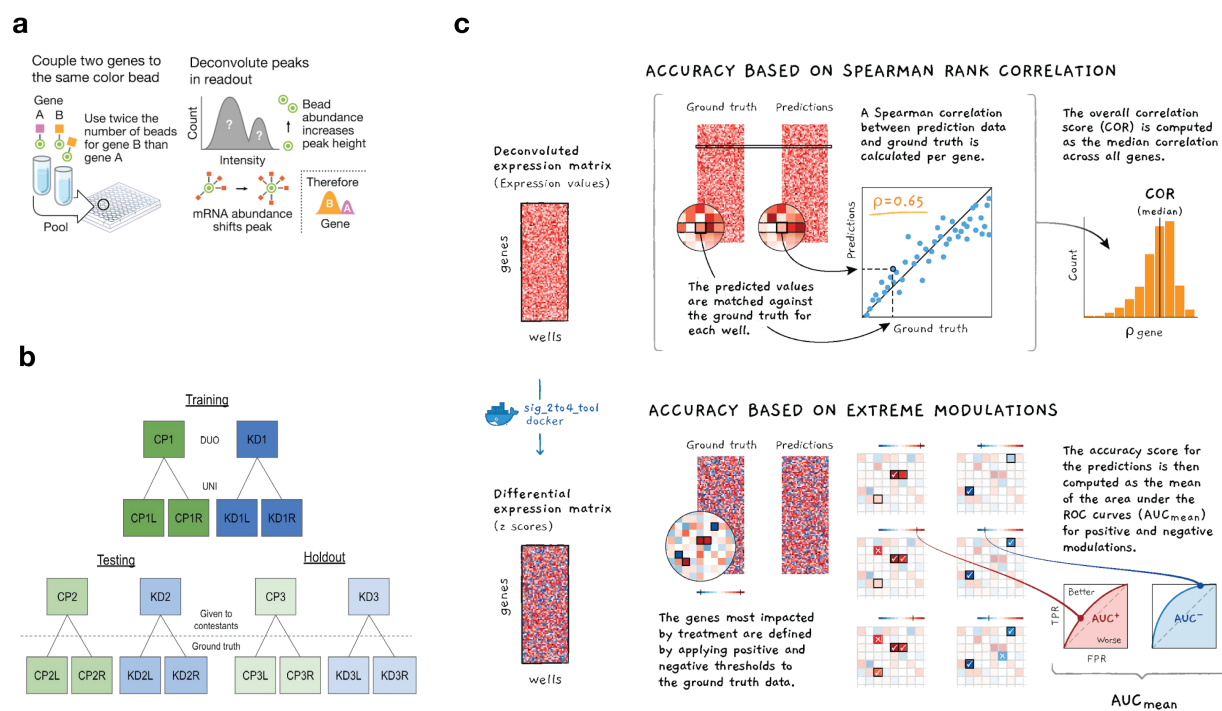 a
Couple two genes to
the same color bead
Gene
A B
Use twice the
number of beads
for gene B than
gene A
Pool
Deconvolute peaks
in readout
Count
?
?
Intensity
Bead
abundance
increases
peak height
mRNA abundance
shifts peak
Therefore
B
A
Gene
b
Training
CP1
DUO
KD1
UNI
CP1L
CP1R
KD1L
KD1R
Testing
Holdout
CP2
KD2
CP3
KD3
Given to
contestants
Ground truth
CP2L
CP2R
KD2L
KD2R
CP3L
CP3R
KD3L
KD3R
c
Deconvoluted
expression matrix
(Expression values)
genes
wells
sig_2to4_tool
docker
Differential
expression matrix
(z scores)
genes
wells
ACCURACY BASED ON SPEARMAN RANK CORRELATION
Ground truth
Predictions
The predicted values
are matched against
the ground truth for
each well.
A Spearman correlation
between prediction data
and ground truth is
calculated per gene.
ρ=0.65
Predictions
Ground truth
The overall correlation
score (COR) is computed
as the median correlation
across all genes.
COR
(median)
Count
ρ gene
ACCURACY BASED ON EXTREME MODULATIONS
Ground truth
Predictions
The genes most impacted
by treatment are defined
by applying positive and
negative thresholds to
the ground truth data.
The accuracy score for
the predictions is then
computed as the mean
of the area under the
ROC curves (AUCmean)
for positive and negative
modulations.
TPR
Better
AUC+
Worse
FPR
AUC−
AUCmean